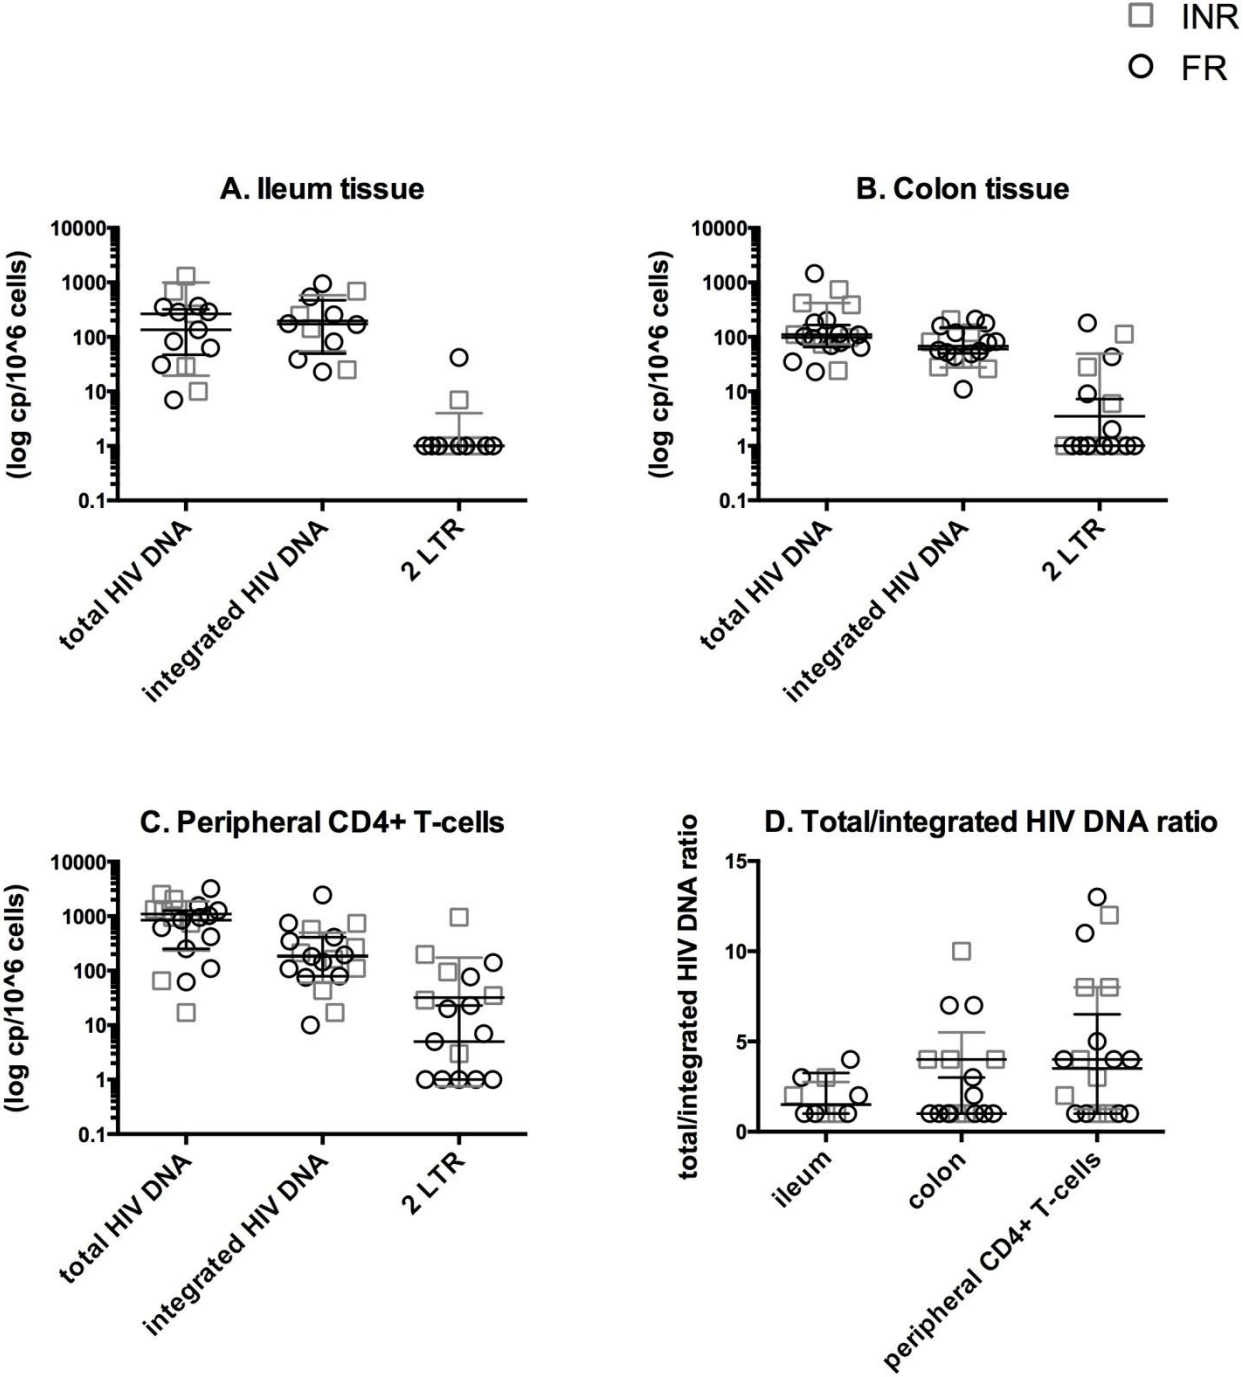 INR
FR
A. Ileum tissue
(log cp/10^6 cells)
10000
1000
100
10
1
0.1
total HIV DNA
integrated HIV DNA
2 LTR
B. Colon tissue
(log cp/10^6 cells)
10000
1000
100
10
1
0.1
total HIV DNA
integrated HIV DNA
2 LTR
C. Peripheral CD4+ T-cells
(log cp/10^6 cells)
10000
1000
100
10
1
0.1
total HIV DNA
integrated HIV DNA
2 LTR
D. Total/integrated HIV DNA ratio
total/integrated HIV DNA ratio
15
10
5
0
ileum
colon
peripheral CD4+ T-cells